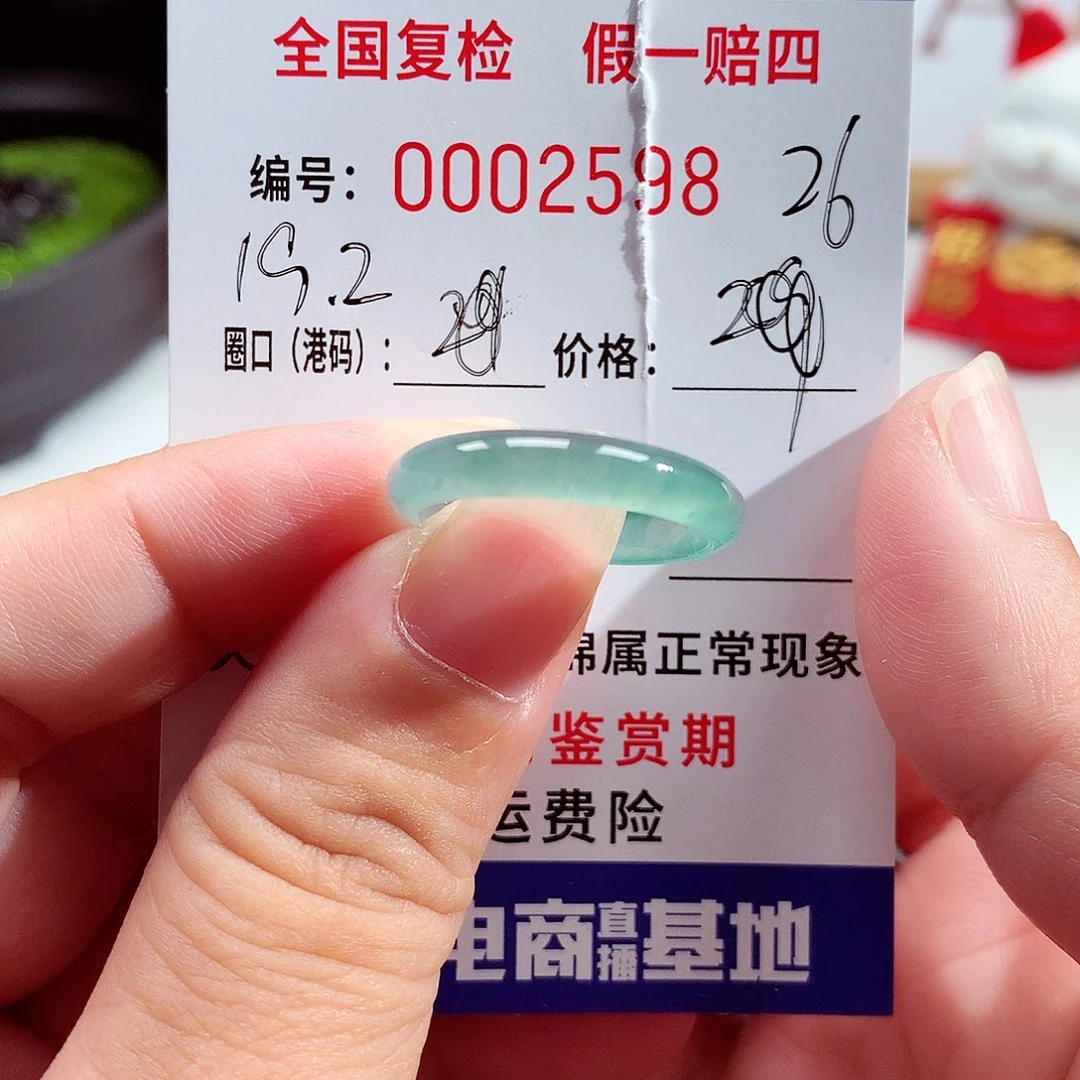 全国复检 假一赔四
编号：0002598 26
19.2
圈口（港码）： 价格：
棉属正常现象
鉴赏期
运费险
电商直播基地